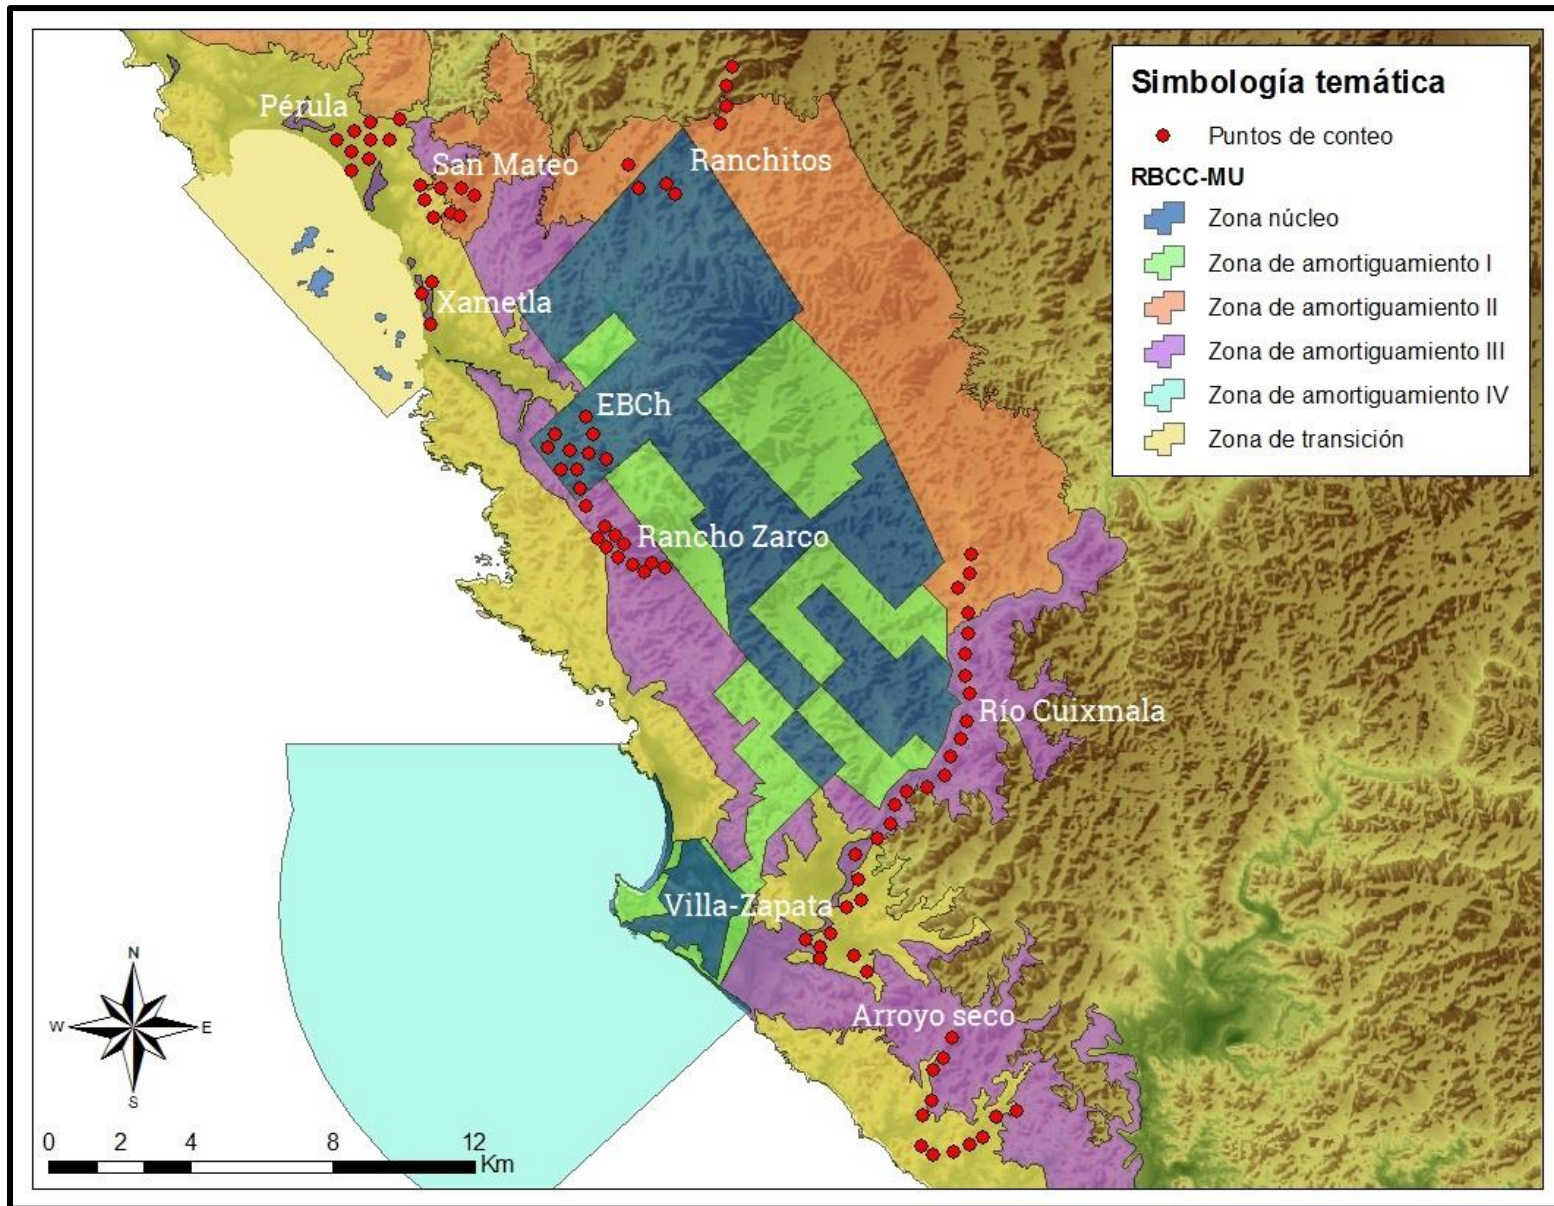 Simbología temática
Puntos de conteo
RBCC-MU
Zona núcleo
Zona de amortiguamiento I
Zona de amortiguamiento II
Zona de amortiguamiento III
Zona de amortiguamiento IV
Zona de transición
Pérula
San Mateo
Ranchitos
Xametla
EBCh
Rancho Zarco
Río Cuixmala
Villa-Zapata
Arroyo seco
N
W E
S
0 2 4 8 12
Km